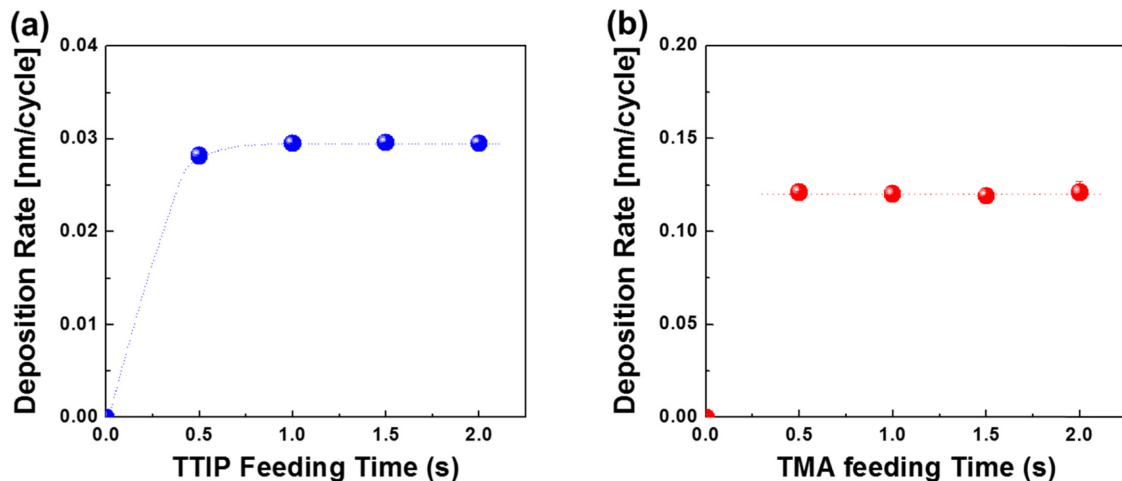 (a)
Deposition Rate [nm/cycle]
0.04
0.03
0.02
0.01
0.00
0.0 0.5 1.0 1.5 2.0
TTIP Feeding Time (s)
(b)
Deposition Rate [nm/cycle]
0.20
0.15
0.10
0.05
0.00
0.0 0.5 1.0 1.5 2.0
TMA feeding Time (s)